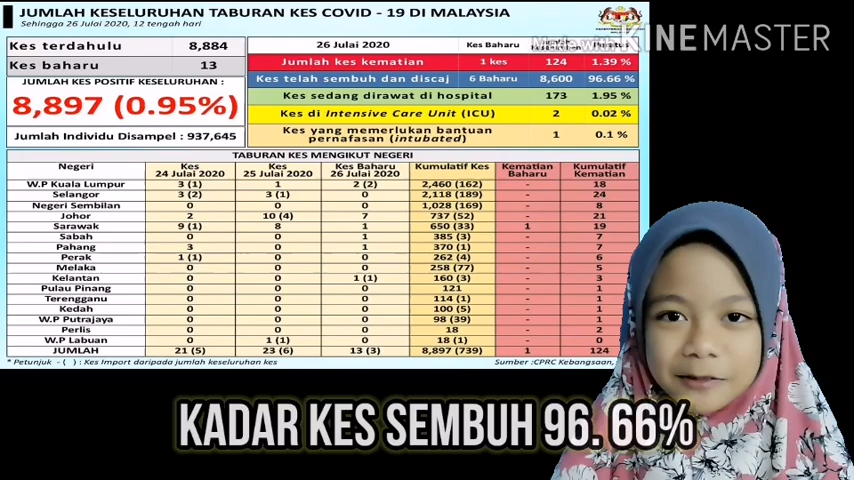 JUMLAH KESELURUHAN TABURAN KES COVID - 19 DI MALAYSIA
Sehingga 26 Julai 2020, 12 tengah hari
Kes terdahulu 8,884
Kes baharu 13
JUMLAH KES POSITIF KESELURUHAN :
8,897 (0.95%)
Jumlah Individu Disampel : 937,645
26 Julai 2020 Kes Baharu Peratus
Jumlah kes kematian 1 kes 124 1.39 %
Kes telah sembuh dan discaj 6 Baharu 8,600 96.66 %
Kes sedang dirawat di hospital 173 1.95 %
Kes di Intensive Care Unit (ICU) 2 0.02 %
Kes yang memerlukan bantuan
pernafasan (intubated) 1 0.1 %
Made with KINEMASTER
TABURAN KES MENGIKUT NEGERI
Negeri Kes 24 Julai 2020 Kes 25 Julai 2020 Kes Baharu 26 Julai 2020 Kumulatif Kes Kematian Baharu Kumulatif Kematian
W.P Kuala Lumpur 3 (1) 1 2 (2) 2,460 (162) - 18
Selangor 3 (2) 3 (1) 0 2,118 (189) - 24
Negeri Sembilan 0 0 0 1,028 (169) - 8
Johor 2 10 (4) 7 737 (52) - 21
Sarawak 9 (1) 8 1 650 (33) 1 19
Sabah 0 0 1 385 (3) - 7
Pahang 3 0 1 370 (1) - 7
Perak 1 (1) 0 0 262 (4) - 6
Melaka 0 0 0 258 (77) - 5
Kelantan 0 0 1 (1) 160 (3) - 3
Pulau Pinang 0 0 0 121 - 1
Terengganu 0 0 0 114 (1) - 1
Kedah 0 0 0 100 (5) - 1
W.P Putrajaya 0 0 0 98 (39) - 1
Perlis 0 0 0 18 - 2
W.P Labuan 0 1 (1) 0 18 (1) - 0
JUMLAH 21 (5) 23 (6) 13 (3) 8,897 (739) 1 124
* Petunjuk - ( ) : Kes Import daripada jumlah keseluruhan kes
Sumber :CPRC Kebangsaan,
KADAR KES SEMBUH 96. 66%